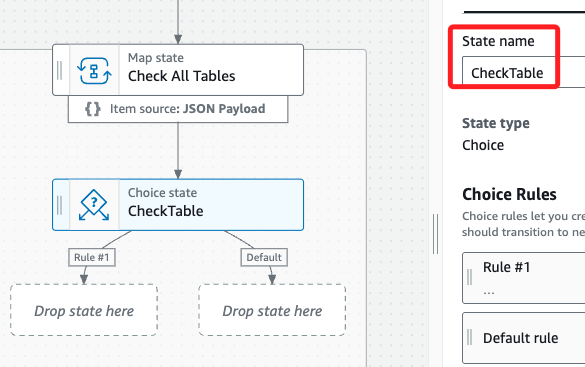 Map state
Check All Tables
{} Item source: JSON Payload
Choice state
CheckTable
Rule #1
Default
Drop state here
Drop state here
State name
CheckTable
State type
Choice
Choice Rules
Choice rules let you cre
should transition to ne
Rule #1
...
Default rule